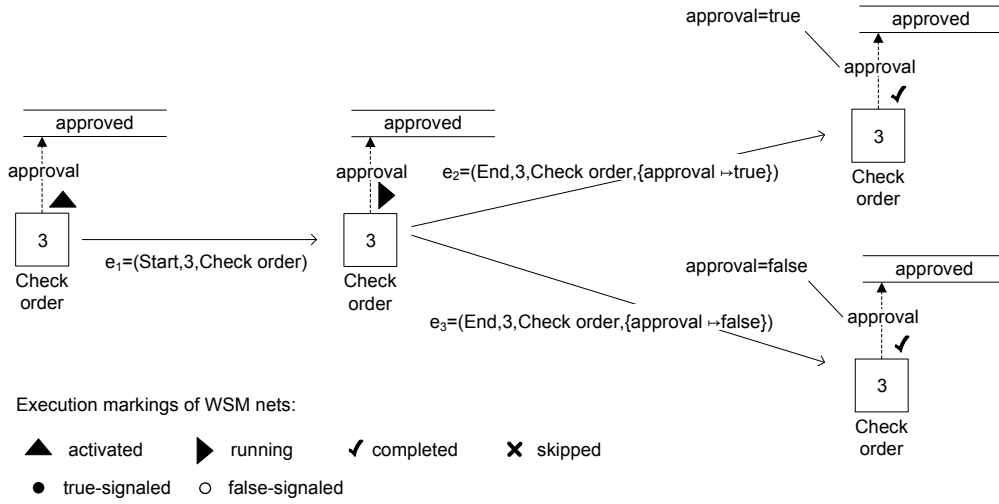 approval=true
approved
approval
3
Check
order
approved
approval
3
Check
order
e1=(Start,3,Check order)
approved
approval
3
Check
order
e2=(End,3,Check order,{approval ↦true})
e3=(End,3,Check order,{approval ↦false})
approval=false
approved
approval
3
Check
order
Execution markings of WSM nets:
activated running completed skipped
true-signaled false-signaled